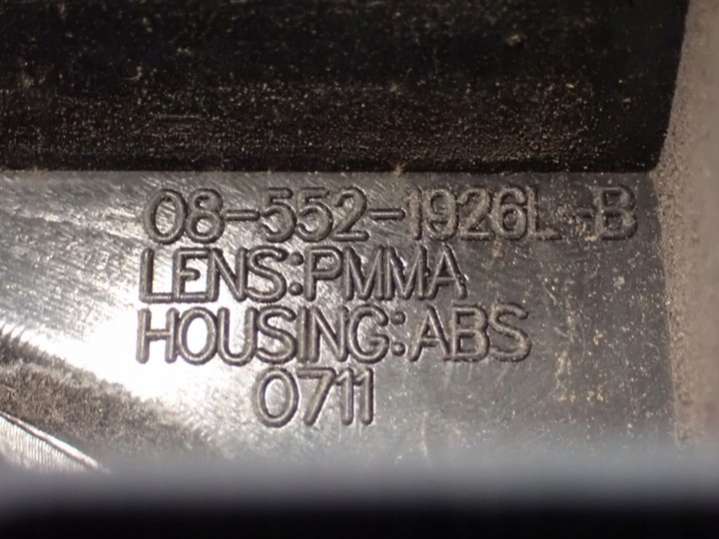 08-552-1926L-B
LENS:PMMA
HOUSING:ABS
0711